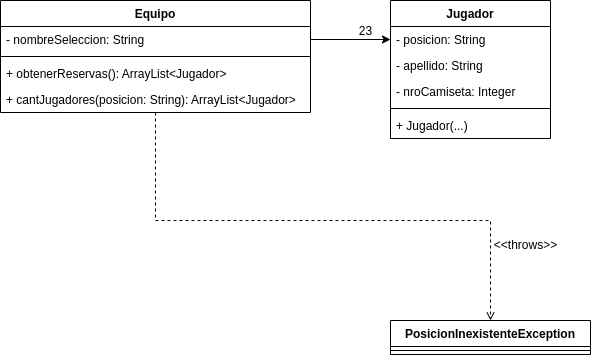 Equipo
- nombreSeleccion: String
+ obtenerReservas(): ArrayList<Jugador>
+ cantJugadores(posicion: String): ArrayList<Jugador>
23
Jugador
- posicion: String
- apellido: String
- nroCamiseta: Integer
+ Jugador(...)
<<throws>>
PosicionInexistenteException